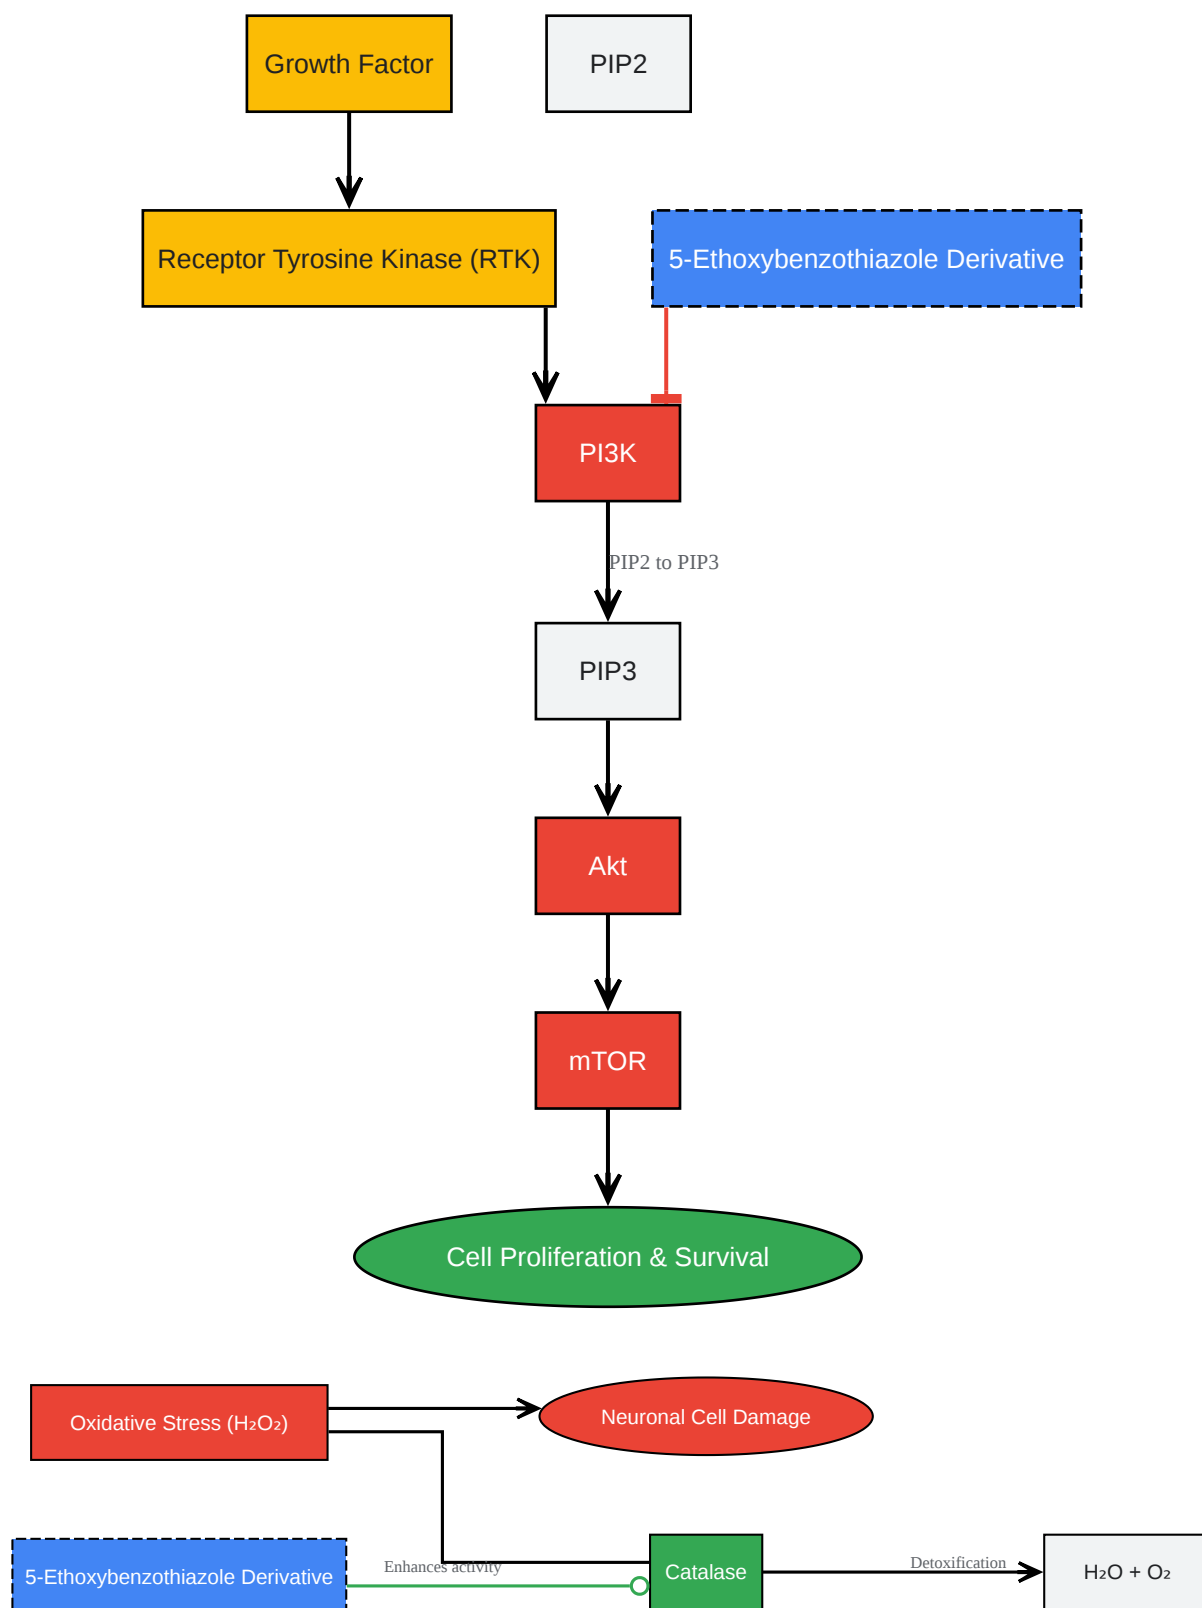 Growth Factor
PIP2
Receptor Tyrosine Kinase (RTK)
5-Ethoxybenzothiazole Derivative
PI3K
PIP2 to PIP3
PIP3
Akt
mTOR
Cell Proliferation & Survival
Oxidative Stress (H₂O₂)
Neuronal Cell Damage
5-Ethoxybenzothiazole Derivative
Enhances activity
Catalase
Detoxification
H₂O + O₂